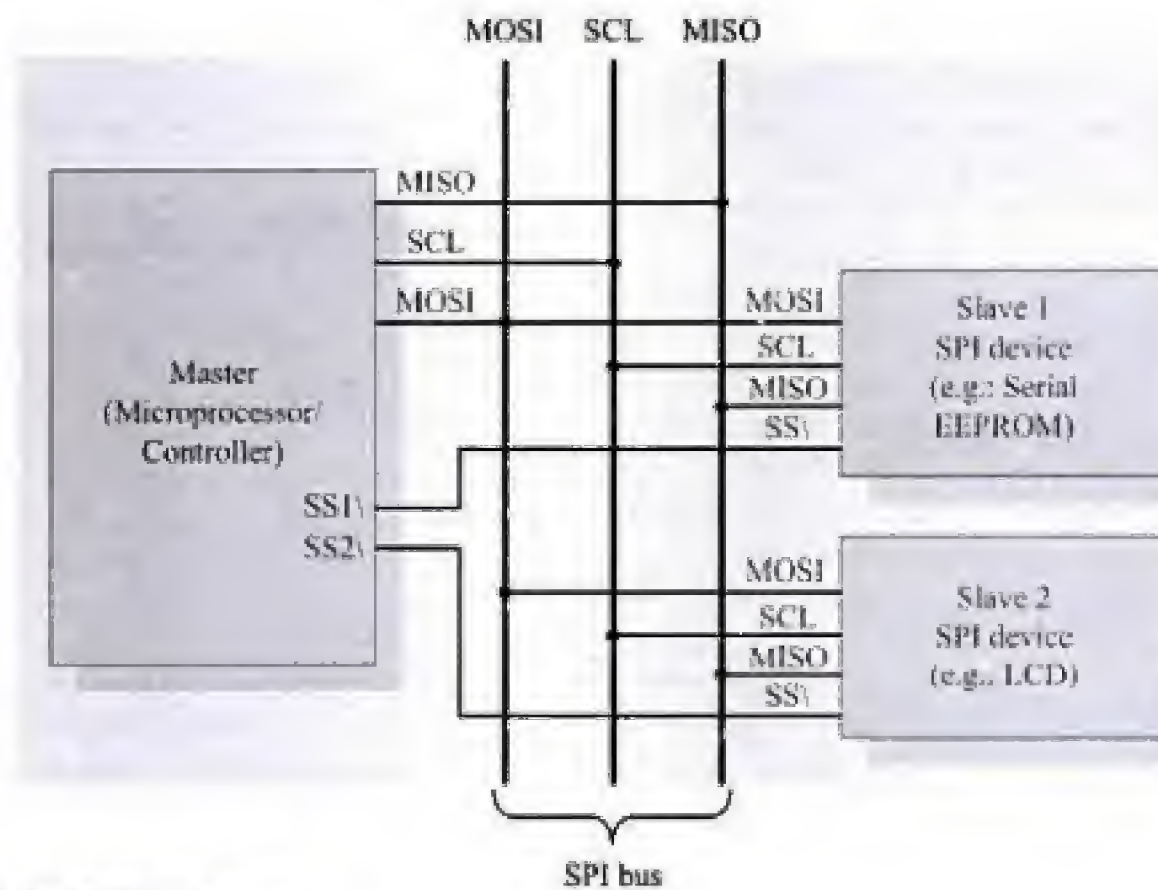 MOSI SCL MISO
MISO
SCL
MOSI
Master
(Microprocessor/
Controller)
SS1\
SS2\
MOSI
SCL
MISO
SS\
Slave 1
SPI device
(e.g.: Serial
EEPROM)
MOSI
SCL
MISO
SS\
Slave 2
SPI device
(e.g.: LCD)
SPI bus